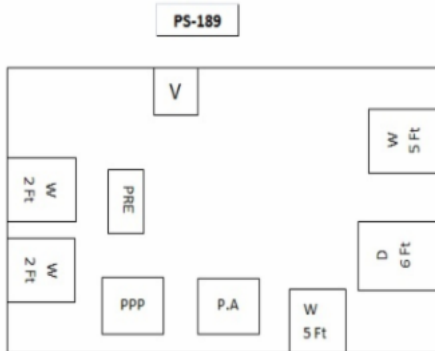 PS-189
V
W
5 Ft
W
2 Ft
PRE
W
2 Ft
D
6 Ft
PPP
P.A
W
5 Ft